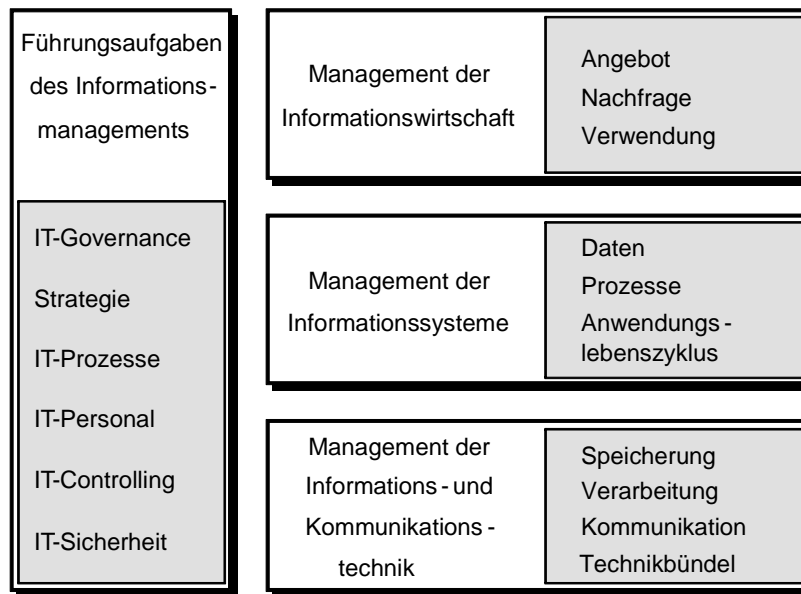 Führungsaufgaben
des Informations-
managements
IT-Governance
Strategie
IT-Prozesse
IT-Personal
IT-Controlling
IT-Sicherheit
Management der
Informationswirtschaft
Angebot
Nachfrage
Verwendung
Management der
Informationssysteme
Daten
Prozesse
Anwendungs -
lebenszyklus
Management der
Informations - und
Kommunikations -
technik
Speicherung
Verarbeitung
Kommunikation
Technikbündel